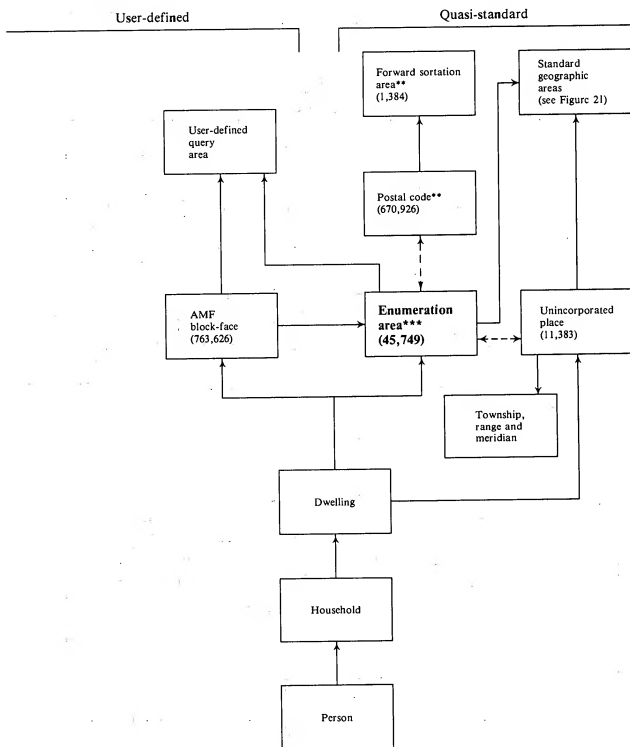 User-defined
Quasi-standard
Forward sortation
area**
(1,384)
Standard
geographic
areas
(see Figure 21)
User-defined
query
area
Postal code**
(670,926)
AMF
block-face
(763,626)
Enumeration
area***
(45,749)
Unincorporated
place
(11,383)
Township,
range and
meridian
Dwelling
Household
Person